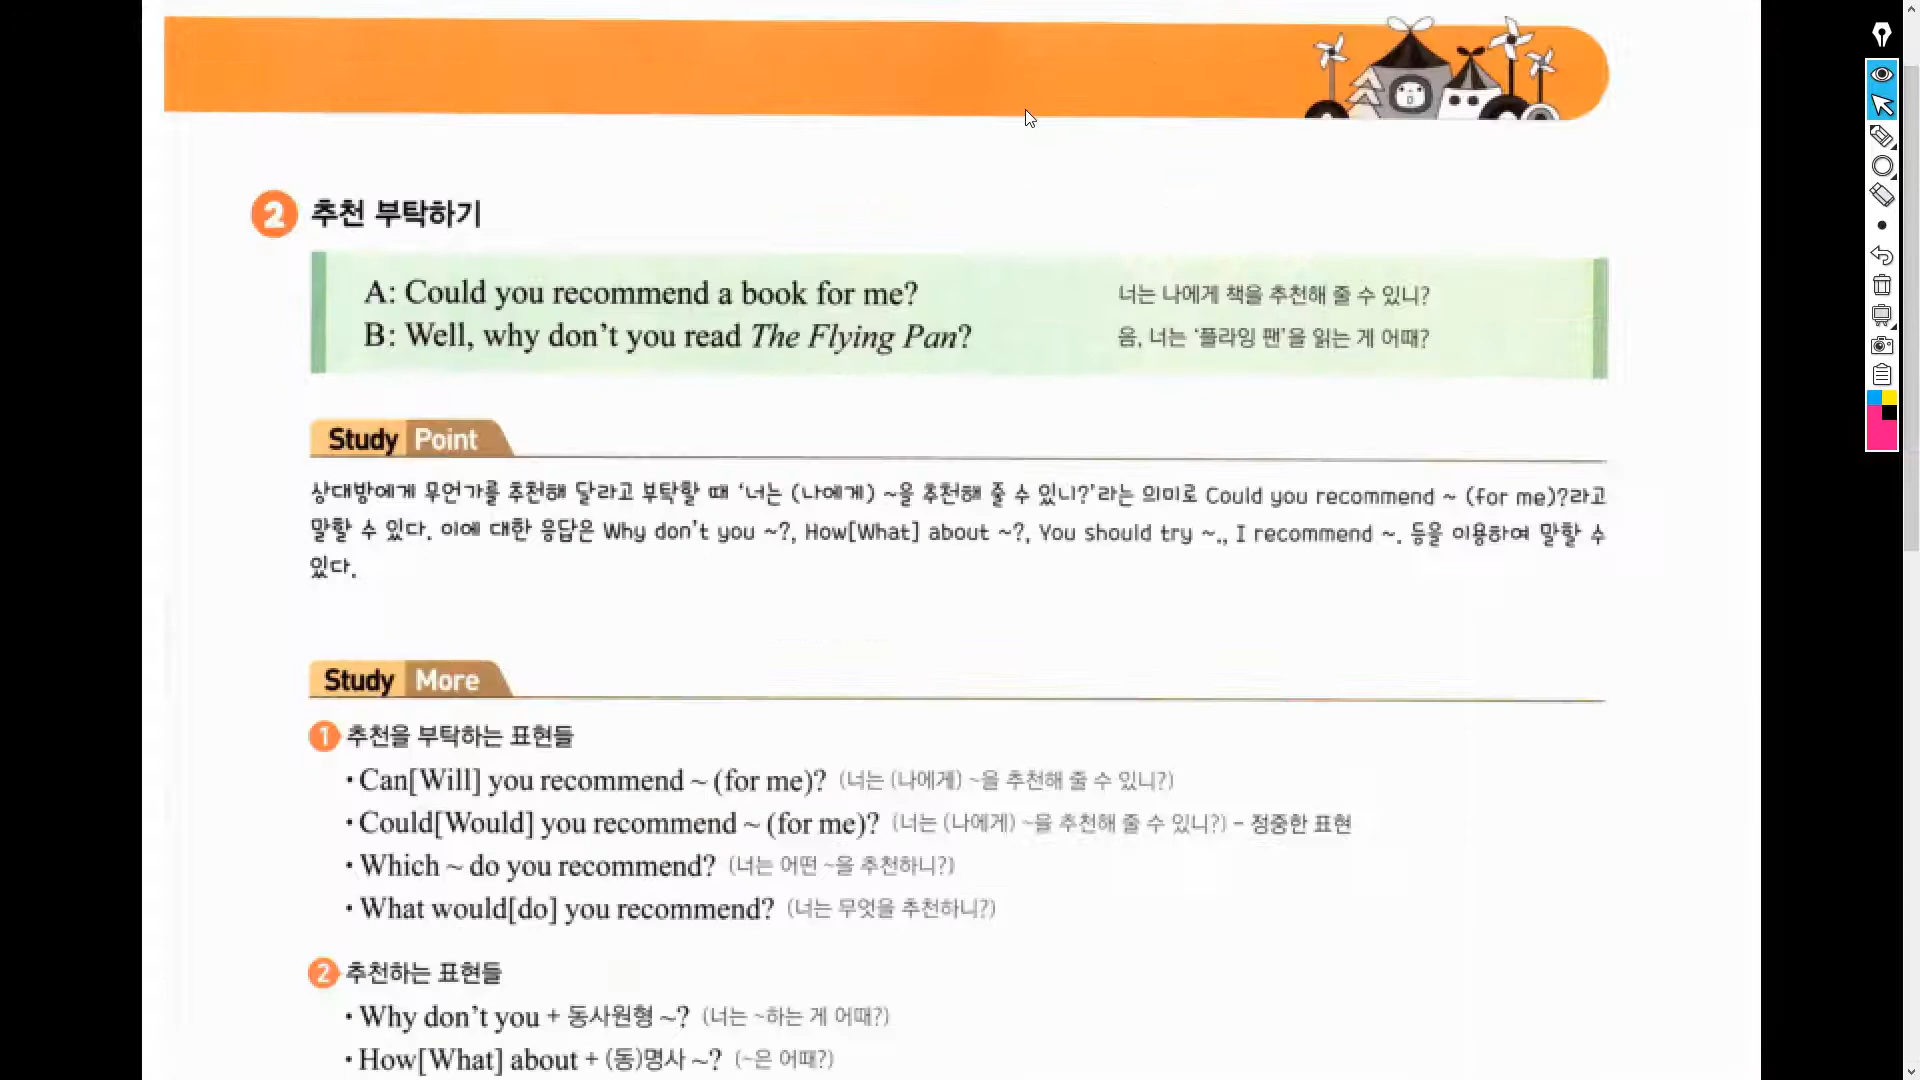 2 추천 부탁하기
A: Could you recommend a book for me? 너는 나에게 책을 추천해 줄 수 있니?
B: Well, why don't you read The Flying Pan? 음, 너는 '플라잉 팬'을 읽는 게 어때?
Study Point
상대방에게 무언가를 추천해 달라고 부탁할 때 '너는 (나에게) ~을 추천해 줄 수 있니?'라는 의미로 Could you recommend ~ (for me)?라고
말할 수 있다. 이에 대한 응답은 Why don't you ~?, How[What] about ~?, You should try ~., I recommend ~. 등을 이용하여 말할 수
있다.
Study More
1 추천을 부탁하는 표현들
• Can[Will] you recommend ~ (for me)? (너는 (나에게) ~을 추천해 줄 수 있니?)
• Could[Would] you recommend ~ (for me)? (너는 (나에게) ~을 추천해 줄 수 있니?) – 정중한 표현
• Which ~ do you recommend? (너는 어떤 ~을 추천하니?)
• What would[do] you recommend? (너는 무엇을 추천하니?)
2 추천하는 표현들
• Why don't you + 동사원형 ~? (너는 ~하는 게 어때?)
• How[What] about + (동)명사 ~? (~은 어때?)